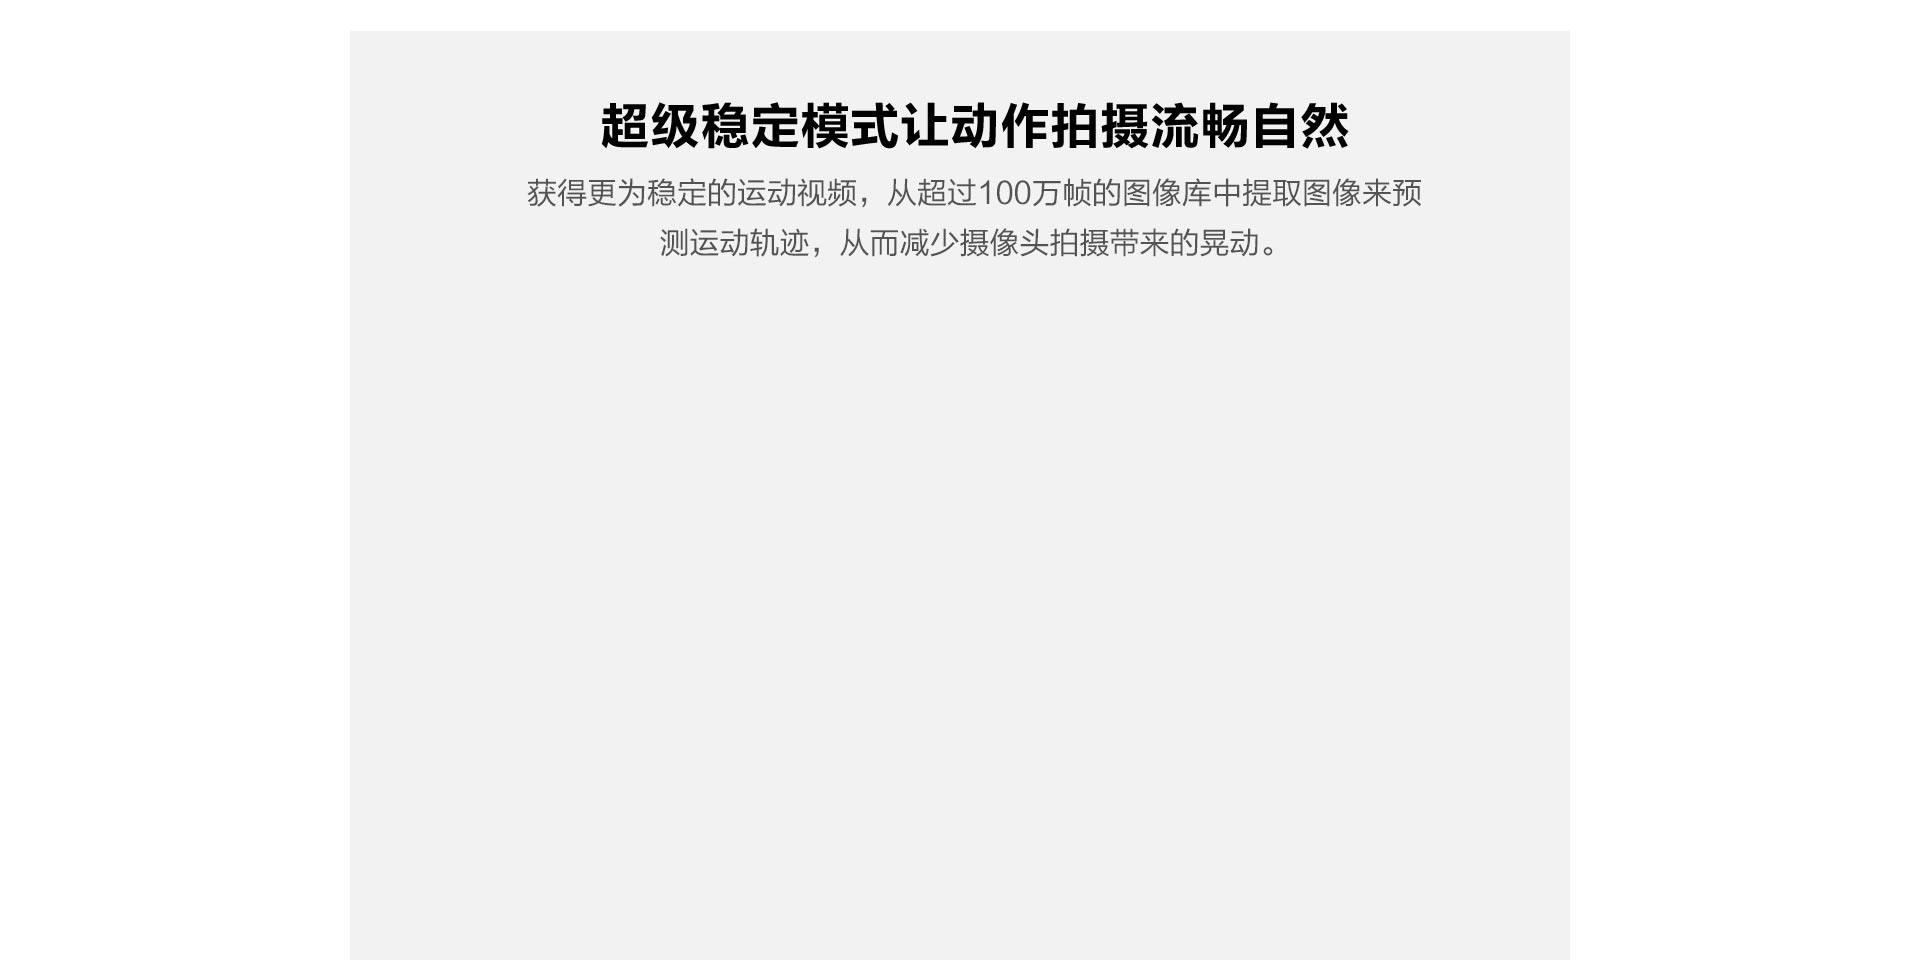 超级稳定模式让动作拍摄流畅自然
获得更为稳定的运动视频，从超过100万帧的图像库中提取图像来预
测运动轨迹，从而减少摄像头拍摄带来的晃动。